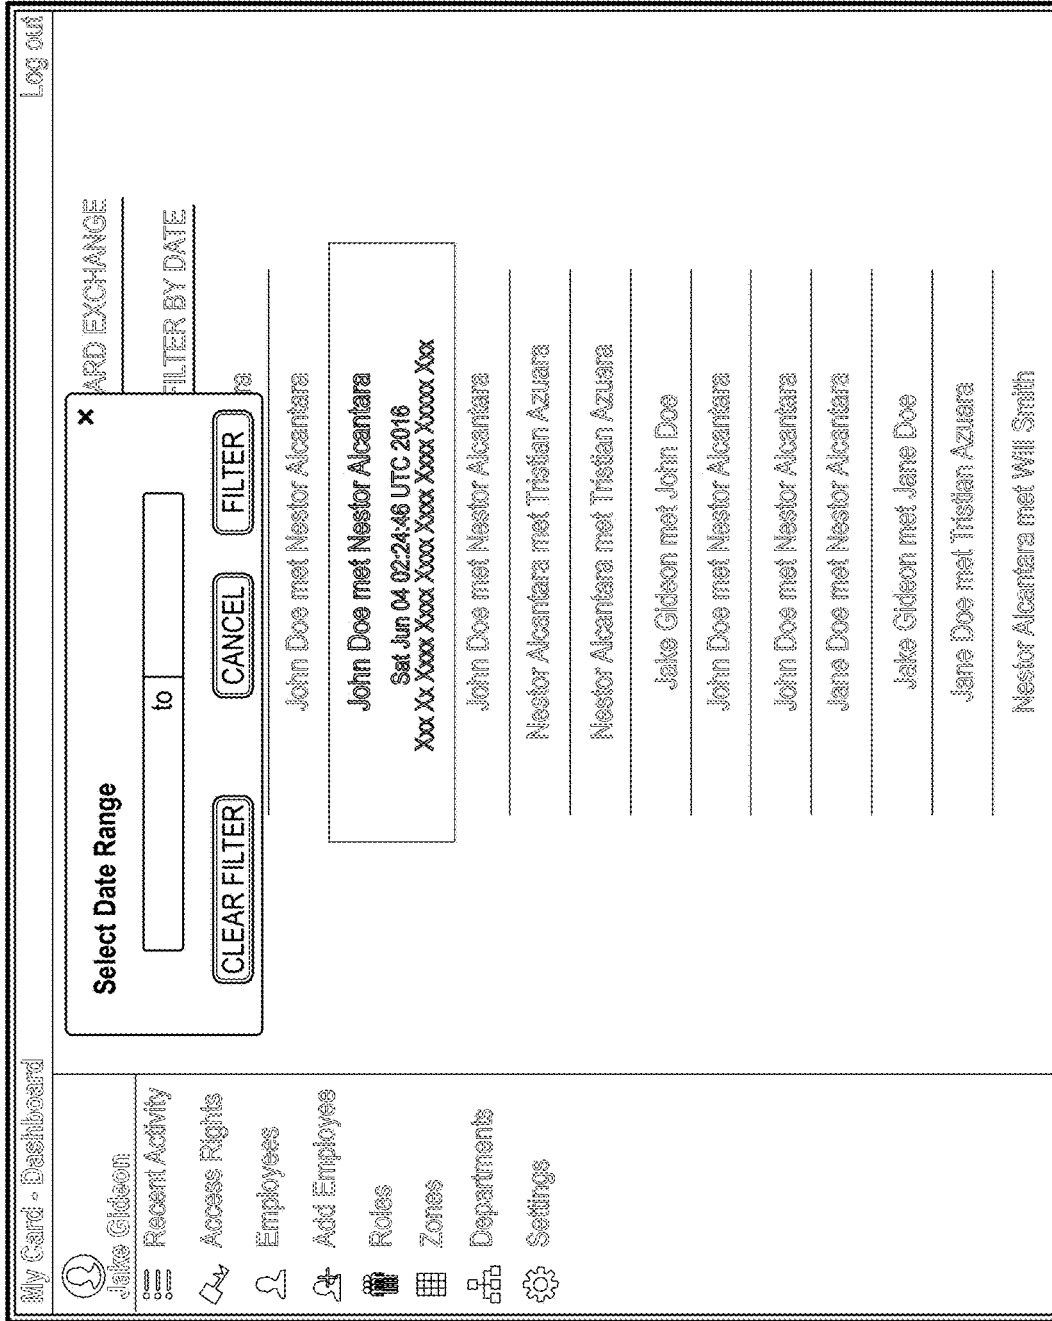 My Card - Dashboard
Log out
Jake Gideon
Recent Activity
Access Rights
Employees
Add Employee
Roles
Zones
Departments
Settings
Select Date Range
×
to
CLEAR FILTER
CANCEL
FILTER
ARD EXCHANGE
FILTER BY DATE
ra
John Doe met Nestor Alcantara
John Doe met Nestor Alcantara
Sat Jun 04 02:24:46 UTC 2016
Xxx Xx Xxxx Xxxx Xxxx Xxxx Xxxx Xxxxx Xxx
John Doe met Nestor Alcantara
Nestor Alcantara met Tristian Azuara
Nestor Alcantara met Tristian Azuara
Jake Gideon met John Doe
John Doe met Nestor Alcantara
John Doe met Nestor Alcantara
Jane Doe met Nestor Alcantara
Jake Gideon met Jane Doe
Jane Doe met Tristian Azuara
Nestor Alcantara met Will Smith